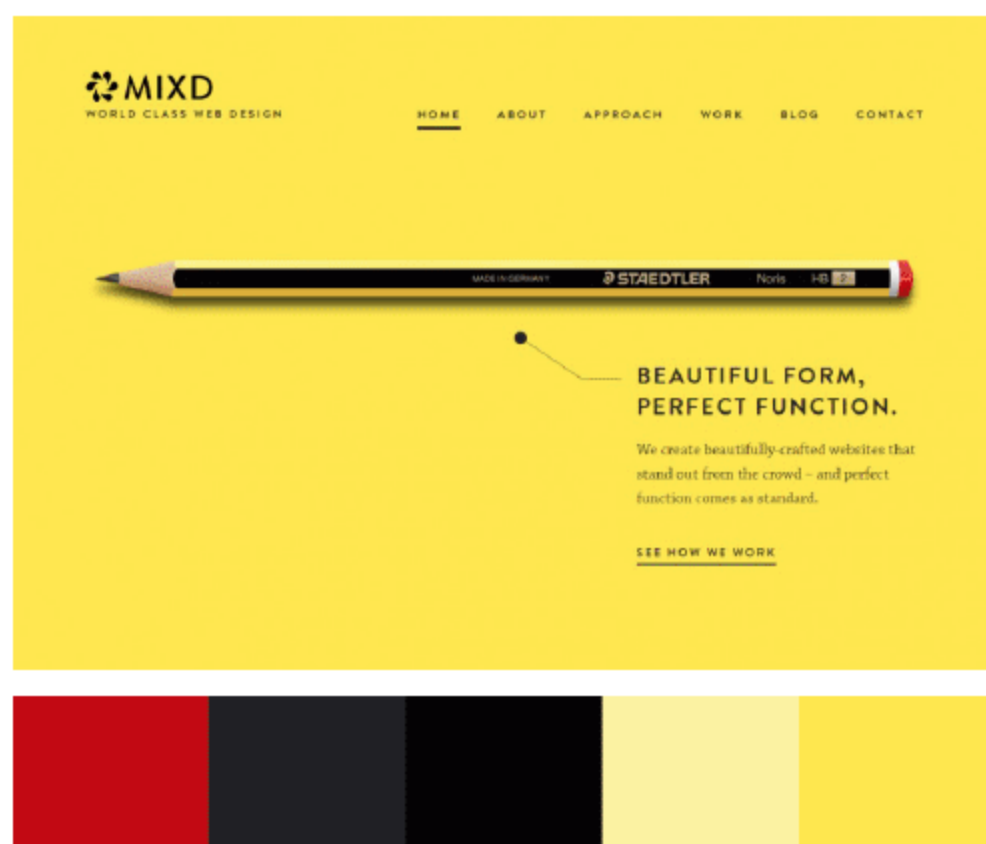 MIXD
WORLD CLASS WEB DESIGN
HOME ABOUT APPROACH WORK BLOG CONTACT
MADE IN GERMANY STAEDTLER Noris HB 2
BEAUTIFUL FORM,
PERFECT FUNCTION.
We create beautifully-crafted websites that
stand out from the crowd – and perfect
function comes as standard.
SEE HOW WE WORK